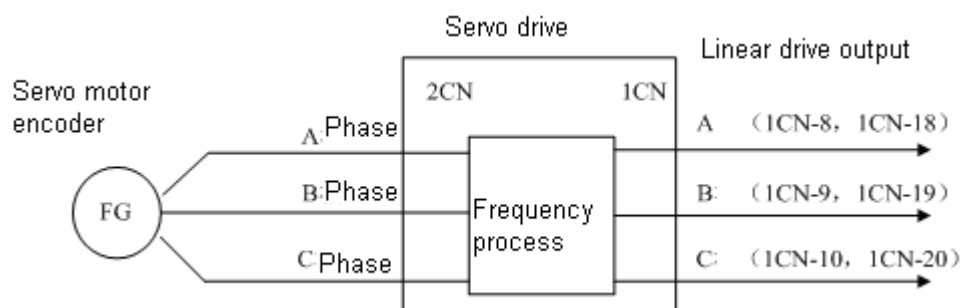 Servo drive
Linear drive output
Servo motor
encoder
2CN
1CN
A:Phase
A (1CN-8, 1CN-18)
B:Phase
B: (1CN-9, 1CN-19)
FG
Frequency
process
C:Phase
C: (1CN-10, 1CN-20)